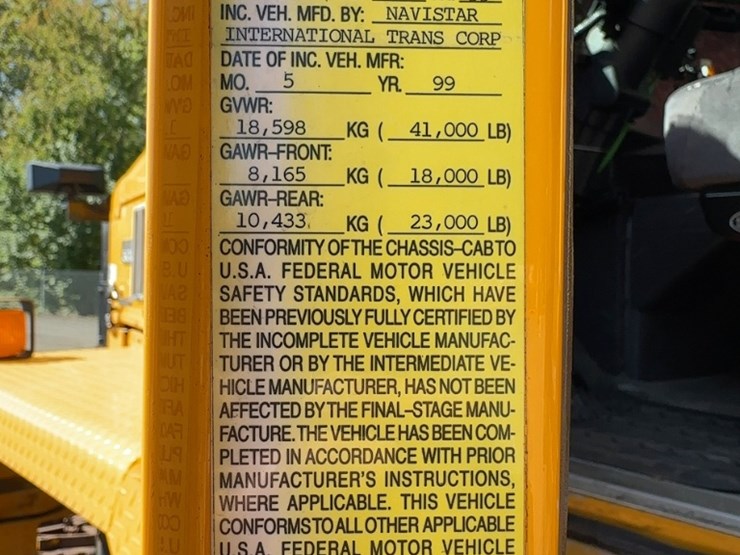 INC. VEH. MFD. BY: NAVISTAR
INTERNATIONAL TRANS CORP
DATE OF INC. VEH. MFR:
MO. 5 YR. 99
GVWR:
18,598 KG ( 41,000 LB)
GAWR-FRONT:
8,165 KG ( 18,000 LB)
GAWR-REAR:
10,433 KG ( 23,000 LB)
CONFORMITY OF THE CHASSIS-CAB TO
U.S.A. FEDERAL MOTOR VEHICLE
SAFETY STANDARDS, WHICH HAVE
BEEN PREVIOUSLY FULLY CERTIFIED BY
THE INCOMPLETE VEHICLE MANUFAC-
TURER OR BY THE INTERMEDIATE VE-
HICLE MANUFACTURER, HAS NOT BEEN
AFFECTED BY THE FINAL-STAGE MANU-
FACTURE. THE VEHICLE HAS BEEN COM-
PLETED IN ACCORDANCE WITH PRIOR
MANUFACTURER'S INSTRUCTIONS,
WHERE APPLICABLE. THIS VEHICLE
CONFORMS TO ALL OTHER APPLICABLE
U.S.A. FEDERAL MOTOR VEHICLE